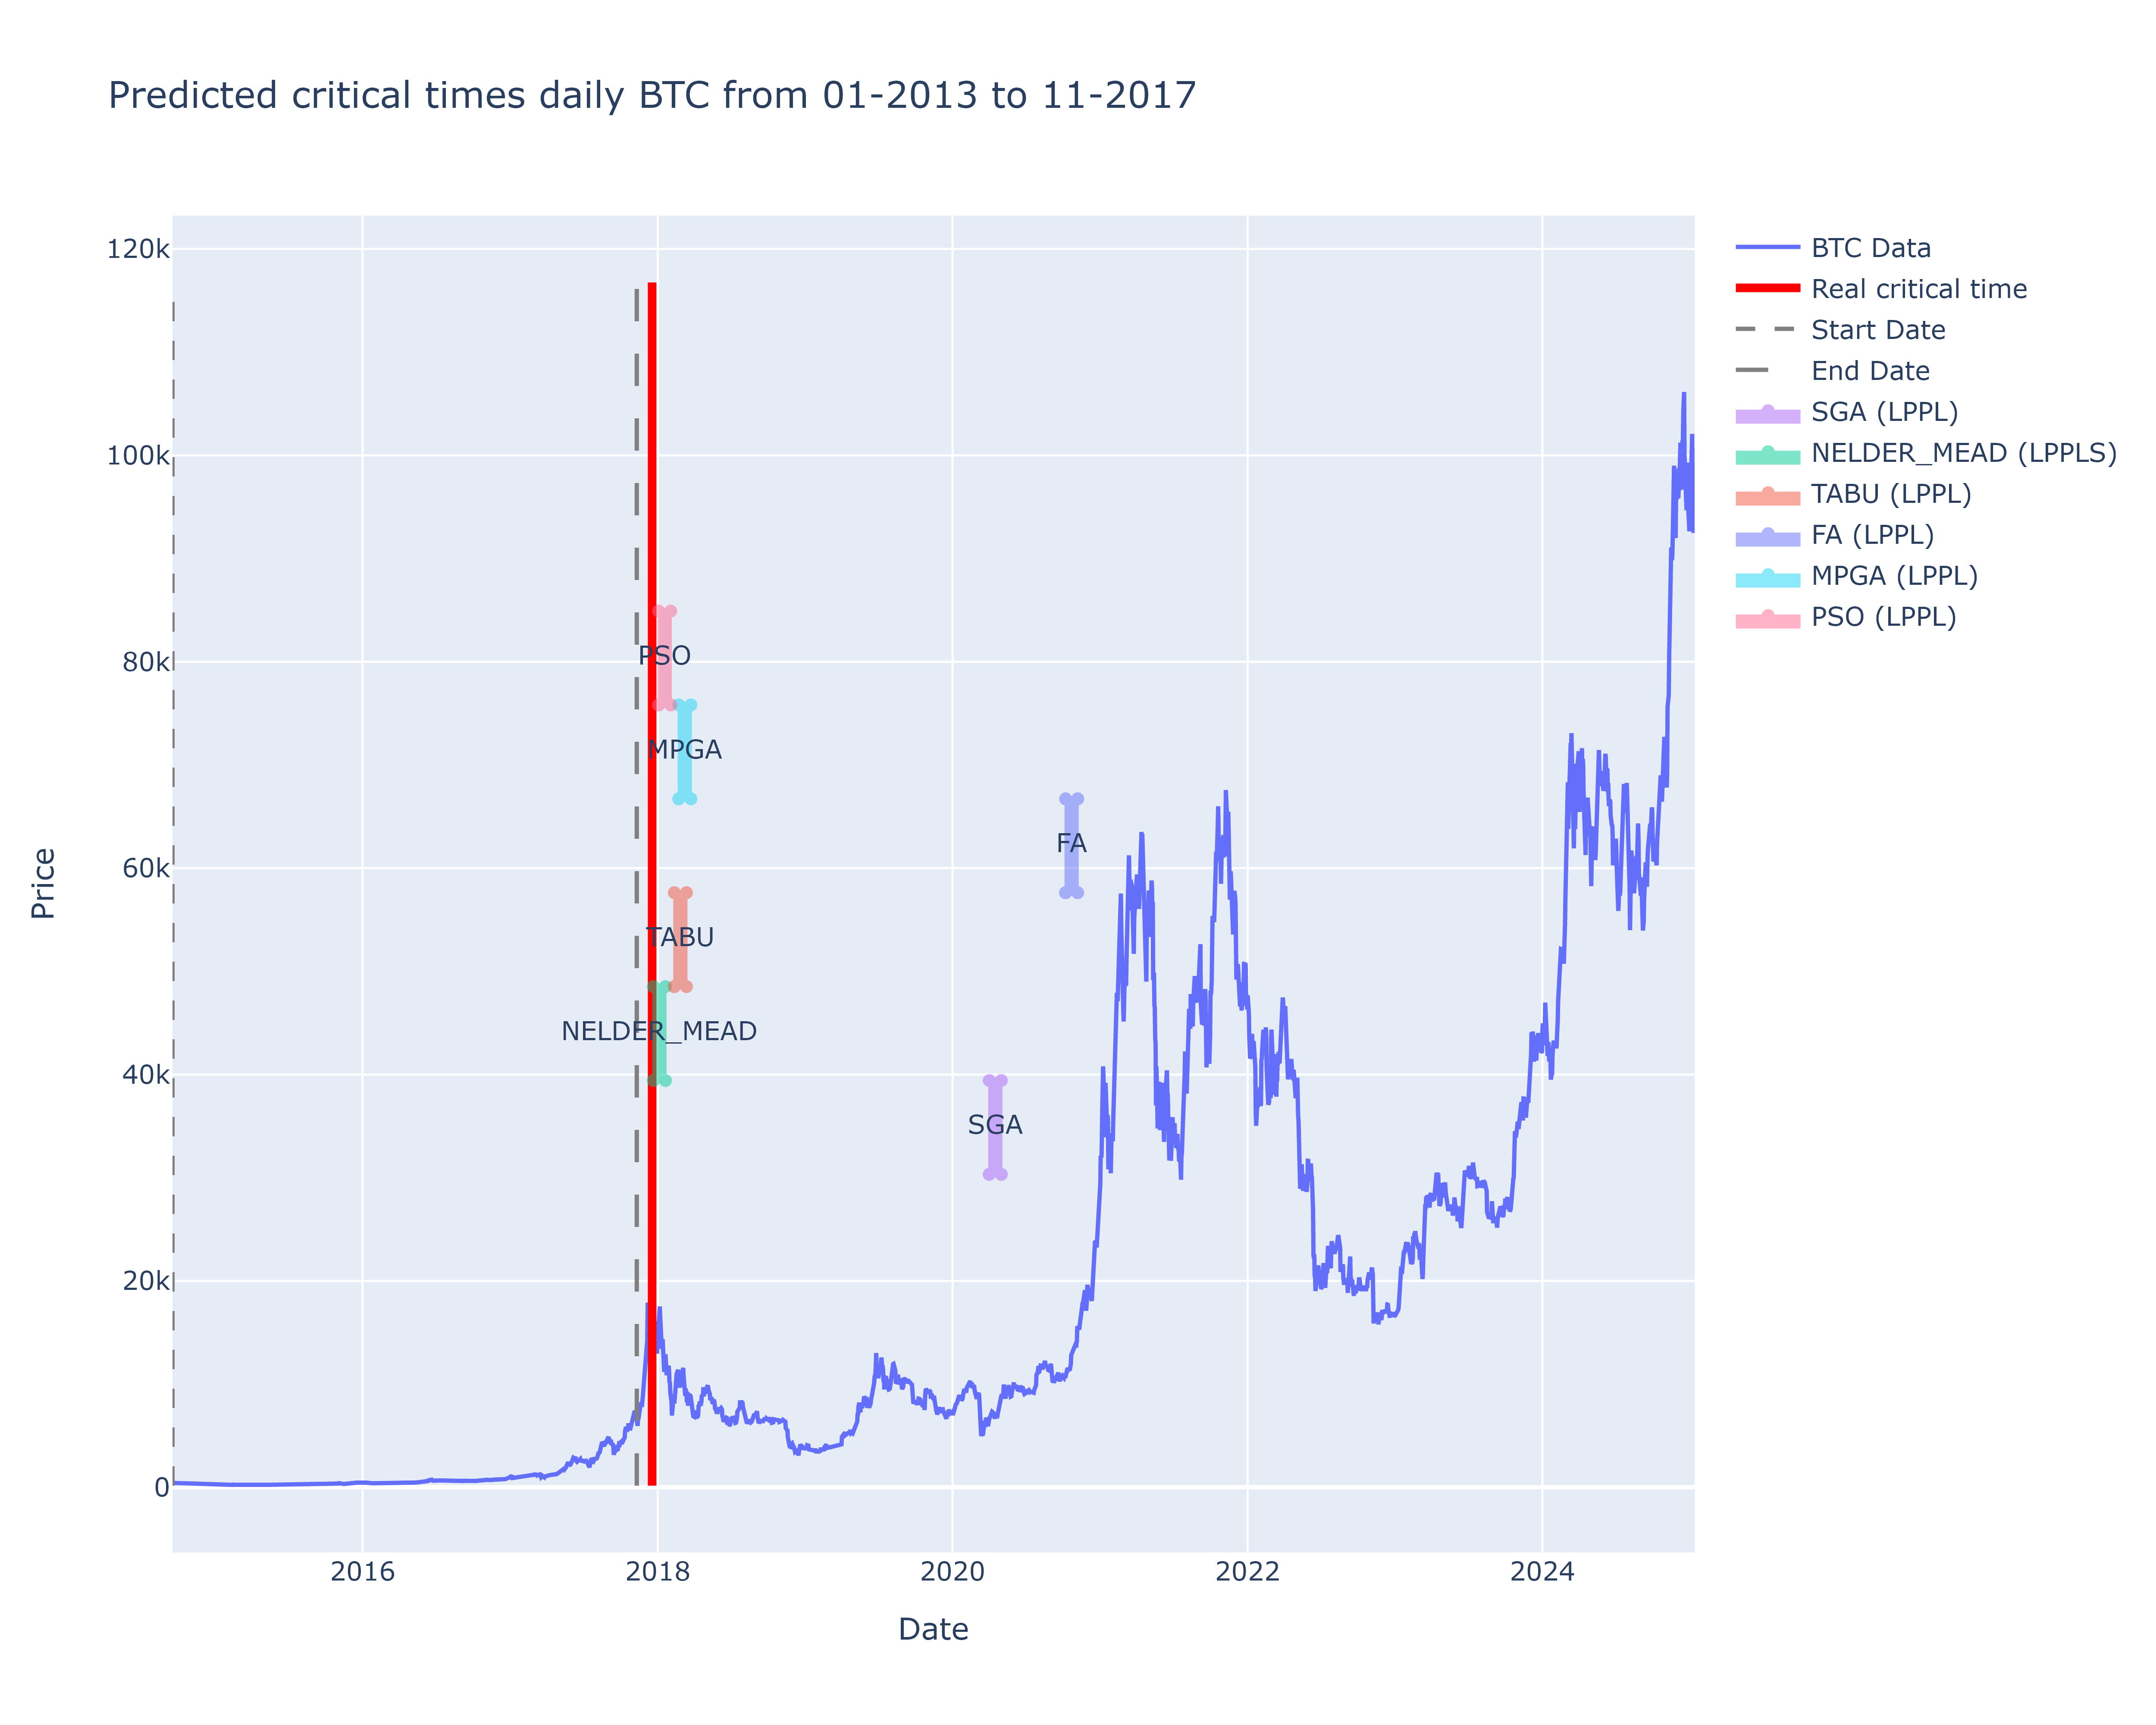 Predicted critical times daily BTC from 01-2013 to 11-2017
120k
100k
80k
60k
40k
20k
0
Price
2016
2018
2020
2022
2024
Date
PSO
MPGA
FA
TABU
NELDER_MEAD
SGA
BTC Data
Real critical time
Start Date
End Date
SGA (LPPL)
NELDER_MEAD (LPPLS)
TABU (LPPL)
FA (LPPL)
MPGA (LPPL)
PSO (LPPL)